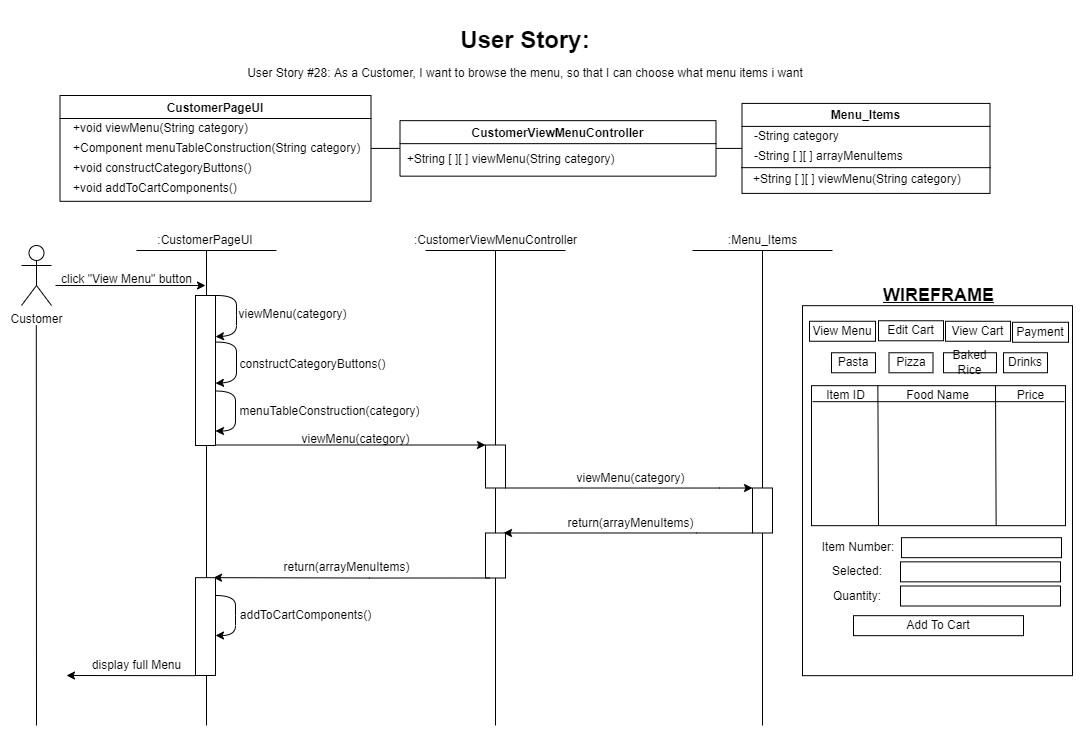 User Story:
User Story #28: As a Customer, I want to browse the menu, so that I can choose what menu items i want
CustomerPageUI
+void viewMenu(String category)
+Component menuTableConstruction(String category)
+void constructCategoryButtons()
+void addToCartComponents()
CustomerViewMenuController
+String [ ][ ] viewMenu(String category)
Menu_Items
-String category
-String [ ][ ] arrayMenuItems
+String [ ][ ] viewMenu(String category)
:CustomerPageUI
:CustomerViewMenuController
:Menu_Items
click "View Menu" button
Customer
viewMenu(category)
constructCategoryButtons()
menuTableConstruction(category)
viewMenu(category)
viewMenu(category)
return(arrayMenuItems)
return(arrayMenuItems)
addToCartComponents()
display full Menu
WIREFRAME
View Menu
Edit Cart
View Cart
Payment
Pasta
Pizza
Baked
Rice
Drinks
Item ID
Food Name
Price
Item Number:
Selected:
Quantity:
Add To Cart